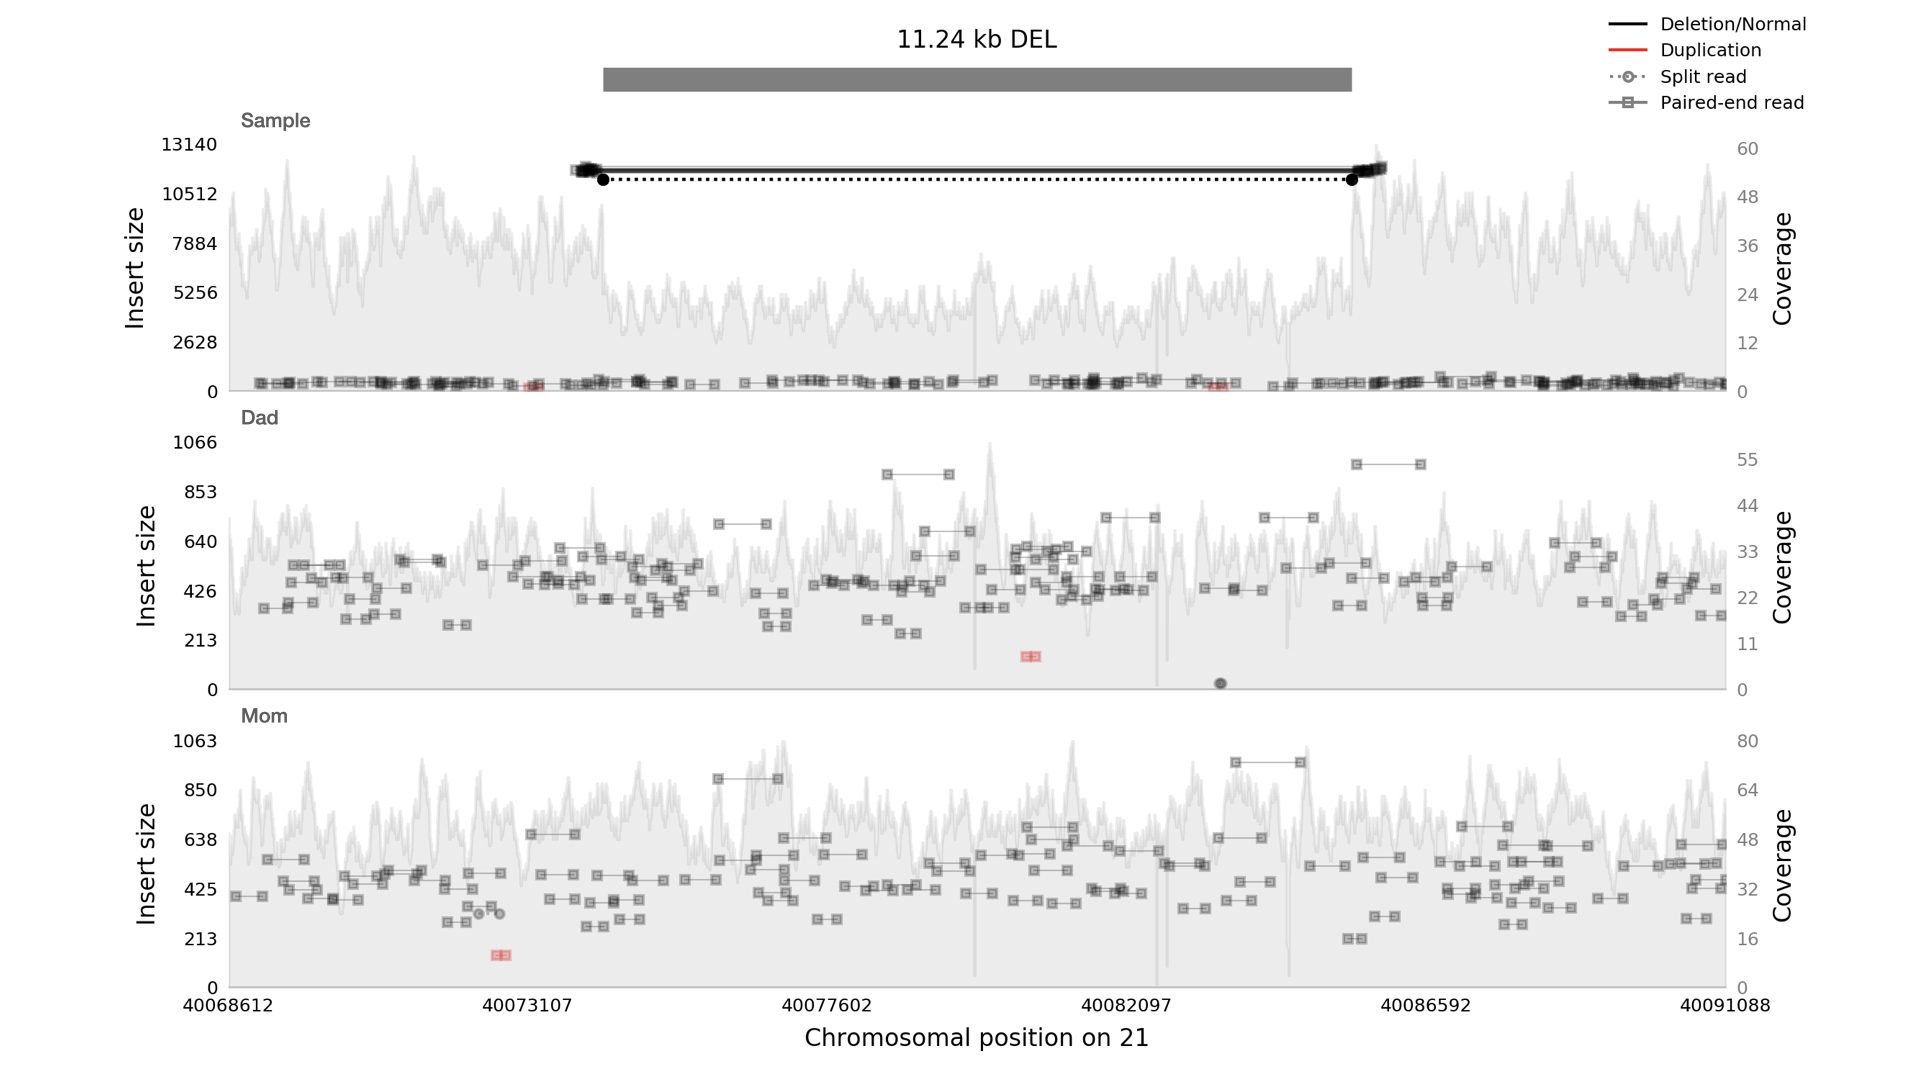 11.24 kb DEL
Deletion/Normal
Duplication
Split read
Paired-end read
Sample
13140
10512
7884
5256
2628
0
Insert size
60
48
36
24
12
0
Coverage
Dad
1066
853
640
426
213
0
Insert size
55
44
33
22
11
0
Coverage
Mom
1063
850
638
425
213
0
Insert size
80
64
48
32
16
0
Coverage
40068612 40073107 40077602 40082097 40086592 40091088
Chromosomal position on 21